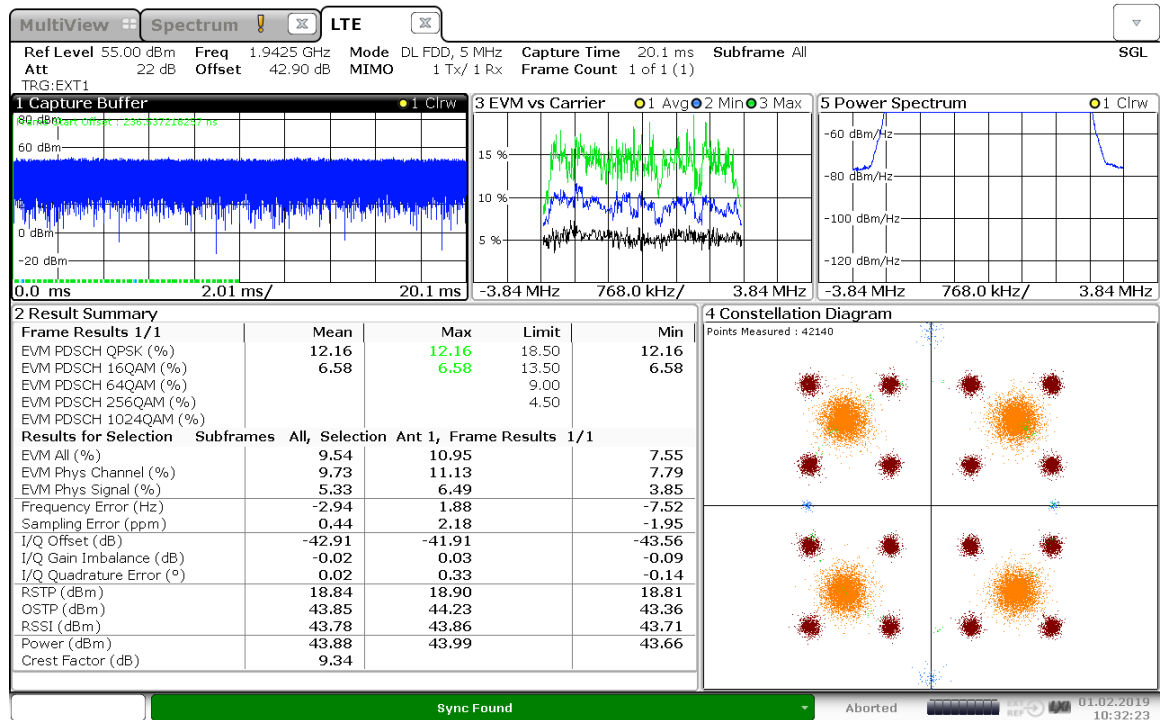 MultiView Spectrum LTE
Ref Level 55.00 dBm Freq 1.9425 GHz Mode DL FDD, 5 MHz Capture Time 20.1 ms Subframe All SGL
Att 22 dB Offset 42.90 dB MIMO 1 Tx/ 1 Rx Frame Count 1 of 1 (1)
TRG:EXT1
1 Capture Buffer 1 Clrw
Frame Start Offset : 236.537218257 ns
80 dBm
60 dBm
0 dBm
-20 dBm
0.0 ms 2.01 ms/ 20.1 ms
3 EVM vs Carrier 1 Avg 2 Min 3 Max
15 %
10 %
5 %
-3.84 MHz 768.0 kHz/ 3.84 MHz
5 Power Spectrum 1 Clrw
-60 dBm/Hz
-80 dBm/Hz
-100 dBm/Hz
-120 dBm/Hz
-3.84 MHz 768.0 kHz/ 3.84 MHz
2 Result Summary
Frame Results 1/1 Mean Max Limit Min
EVM PDSCH QPSK (%) 12.16 12.16 18.50 12.16
EVM PDSCH 16QAM (%) 6.58 6.58 13.50 6.58
EVM PDSCH 64QAM (%) 9.00
EVM PDSCH 256QAM (%) 4.50
EVM PDSCH 1024QAM (%)
Results for Selection Subframes All, Selection Ant 1, Frame Results 1/1
EVM All (%) 9.54 10.95 7.55
EVM Phys Channel (%) 9.73 11.13 7.79
EVM Phys Signal (%) 5.33 6.49 3.85
Frequency Error (Hz) -2.94 1.88 -7.52
Sampling Error (ppm) 0.44 2.18 -1.95
I/Q Offset (dB) -42.91 -41.91 -43.56
I/Q Gain Imbalance (dB) -0.02 0.03 -0.09
I/Q Quadrature Error (º) 0.02 0.33 -0.14
RSTP (dBm) 18.84 18.90 18.81
OSTP (dBm) 43.85 44.23 43.36
RSSI (dBm) 43.78 43.86 43.71
Power (dBm) 43.88 43.99 43.66
Crest Factor (dB) 9.34
4 Constellation Diagram
Points Measured : 42140
Sync Found
Aborted
EXT
REF
LXI
01.02.2019
10:32:23